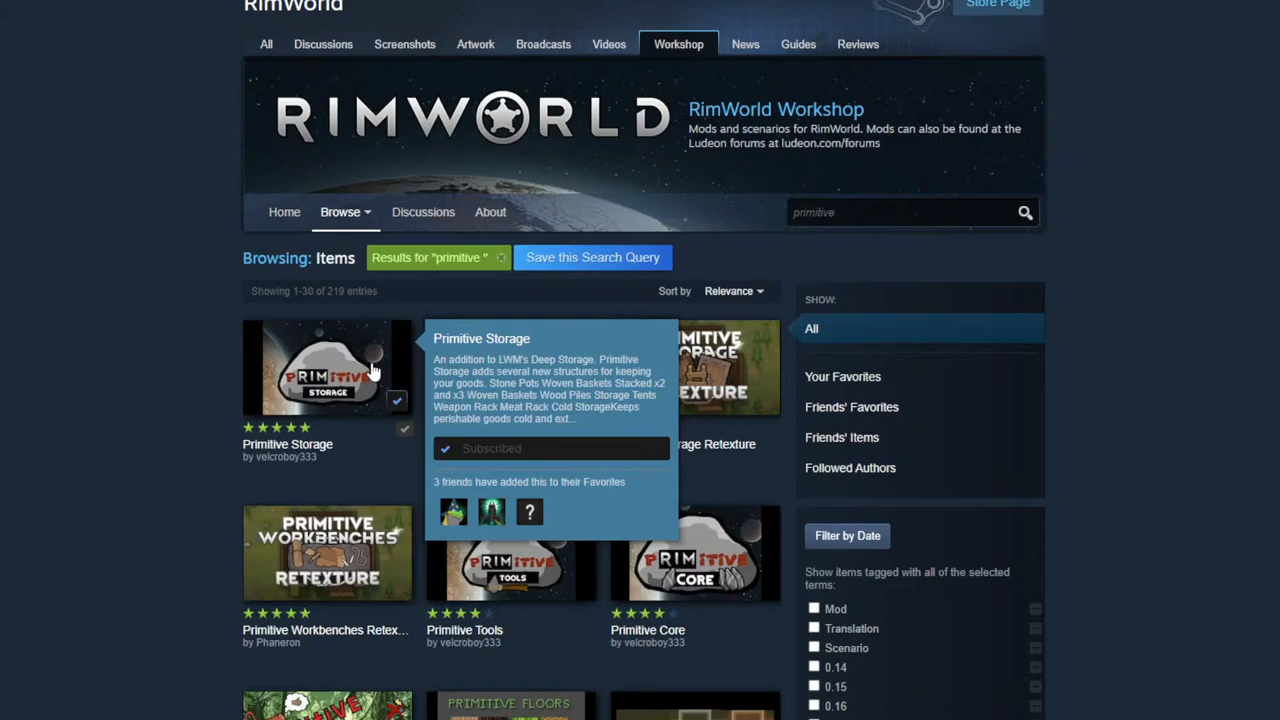 RimWorld
Store Page
All Discussions Screenshots Artwork Broadcasts Videos Workshop News Guides Reviews
RIMWORLD
RimWorld Workshop
Mods and scenarios for RimWorld. Mods can also be found at the
Ludeon forums at ludeon.com/forums
Home Browse Discussions About
primitive
Browsing: Items
Results for "primitive "
Save this Search Query
Showing 1-30 of 219 entries
Sort by Relevance
SHOW:
All
Your Favorites
Friends' Favorites
Friends' Items
Followed Authors
PRIMITIVE
STORAGE
Primitive Storage
by velcroboy333
Primitive Storage
An addition to LWM's Deep Storage. Primitive
Storage adds several new structures for keeping
your goods. Stone Pots Woven Baskets Stacked x2
and x3 Woven Baskets Wood Piles Storage Tents
Weapon Rack Meat Rack Cold StorageKeeps
perishable goods cold and ext...
Subscribed
3 friends have added this to their Favorites
?
Retexture
PRIMITIVE
WORKBENCHES
RETEXTURE
Primitive Workbenches Retex...
by Phaneron
PRIMITIVE
TOOLS
Primitive Tools
by velcroboy333
PRIMITIVE
CORE
Primitive Core
by velcroboy333
PRIMITIVE FLOORS
Filter by Date
Show items tagged with all of the selected
terms:
Mod
Translation
Scenario
0.14
0.15
0.16